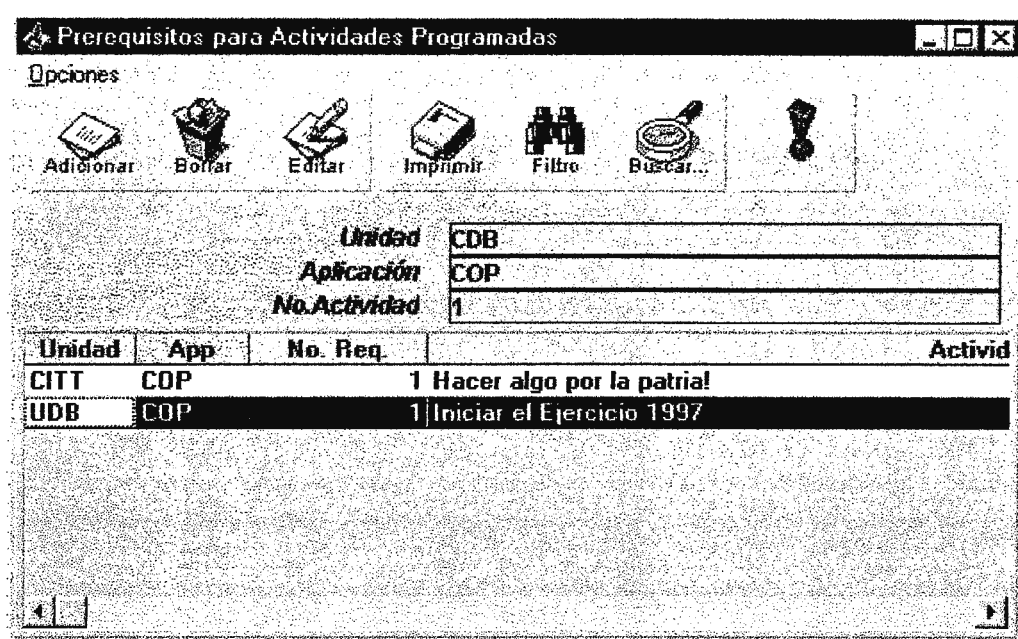 Prerequisitos para Actividades Programadas
Opciones
Adicionar Borrar Editar Imprimir Filtro Buscar...
Unidad CDB
Aplicación COP
No.Actividad 1
Unidad App No. Req. Activid
CITT COP 1 Hacer algo por la patria!
UDB COP 1 Iniciar el Ejercicio 1997